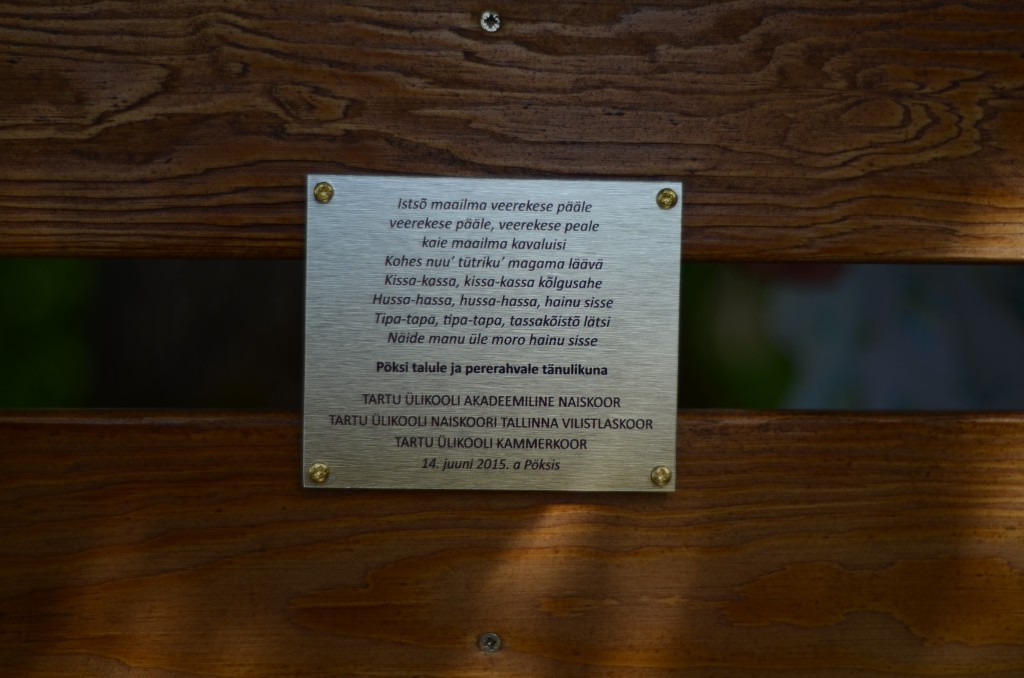 Istsõ maailma veerekese pääle
veerekese pääle, veerekese peale
kaie maailma kavaluisi
Kohes nuu' tütriku' magama läävä
Kissa-kassa, kissa-kassa kõlgusahe
Hussa-hassa, hussa-hassa, hainu sisse
Tipa-tapa, tipa-tapa, tassakõistõ lätsi
Näide manu üle moro hainu sisse
Pöksi talule ja pererahvale tänulikuna
TARTU ÜLIKOOLI AKADEEMILINE NAISKOOR
TARTU ÜLIKOOLI NAISKOORI TALLINNA VILISTLASKOOR
TARTU ÜLIKOOLI KAMMERKOOR
14. juuni 2015. a Pöksis